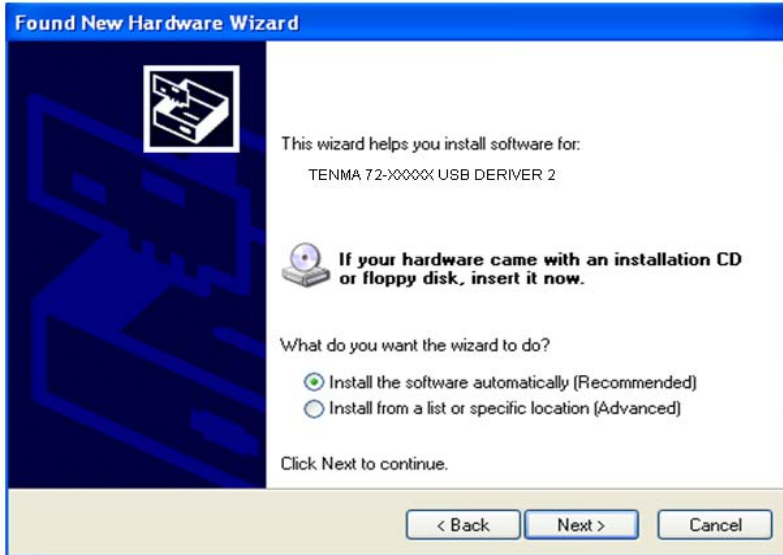 Found New Hardware Wizard
This wizard helps you install software for:
TENMA 72-XXXXX USB DERIVER 2
If your hardware came with an installation CD
or floppy disk, insert it now.
What do you want the wizard to do?
Install the software automatically (Recommended)
Install from a list or specific location (Advanced)
Click Next to continue.
< Back Next > Cancel